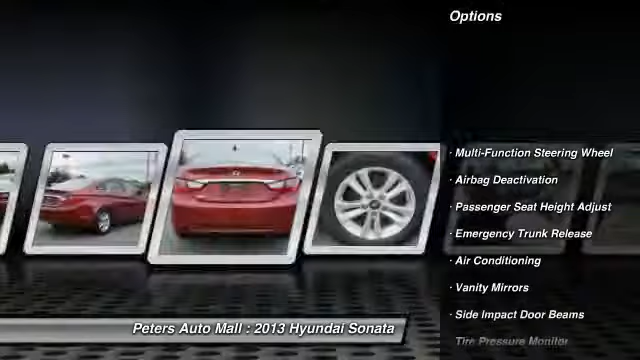 Options
· Multi-Function Steering Wheel
· Airbag Deactivation
· Passenger Seat Height Adjust
· Emergency Trunk Release
· Air Conditioning
· Vanity Mirrors
· Side Impact Door Beams
· Tire Pressure Monitor
Peters Auto Mall : 2013 Hyundai Sonata